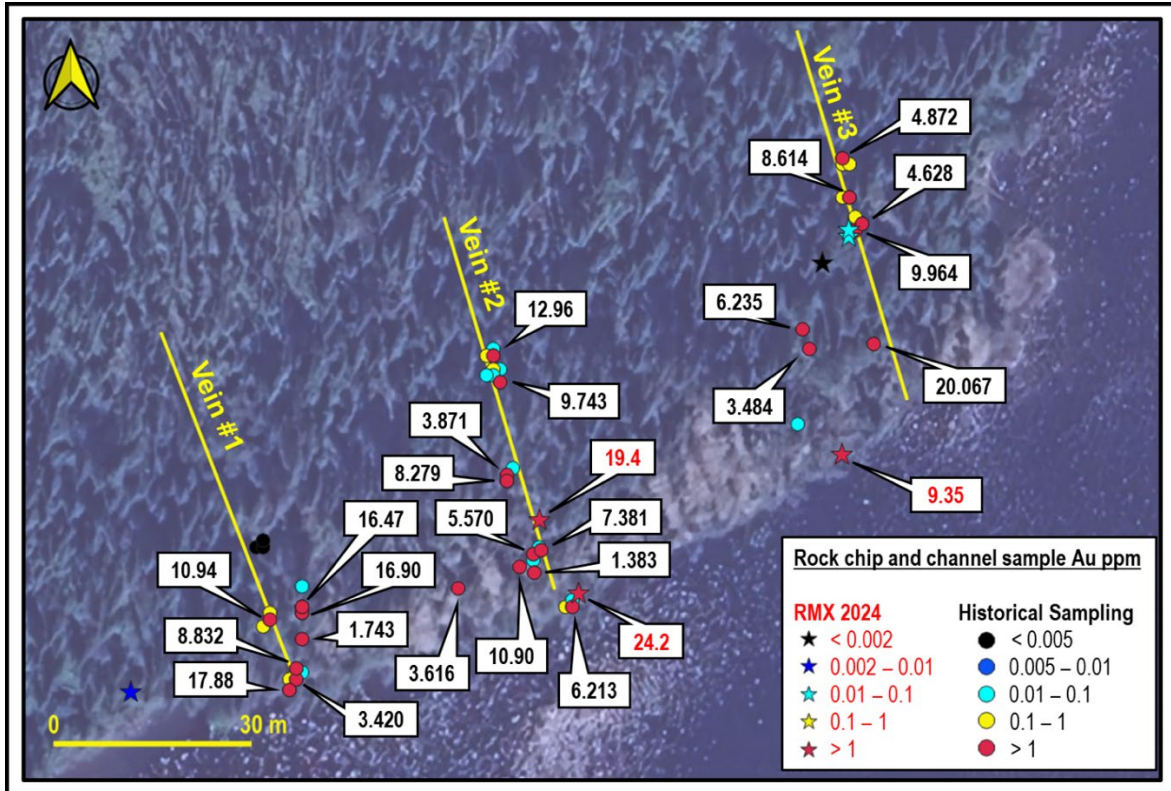 Vein #3
4.872
8.614
4.628
9.964
Vein #2
6.235
12.96
20.067
3.484
9.743
Vein #1
3.871
19.4
8.279
9.35
16.47
5.570
7.381
10.94
16.90
1.383
8.832
1.743
3.616
10.90
24.2
17.88
3.420
6.213
0 30 m
Rock chip and channel sample Au ppm
RMX 2024 Historical Sampling
< 0.002 < 0.005
0.002 – 0.01 0.005 – 0.01
0.01 – 0.1 0.01 – 0.1
0.1 – 1 0.1 – 1
> 1 > 1